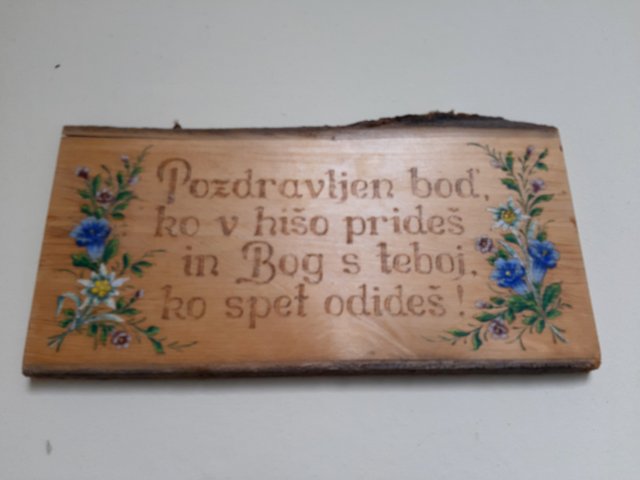 Pozdravljen bod',
ko v hišo prideš
in Bog s teboj,
ko spet odideš!